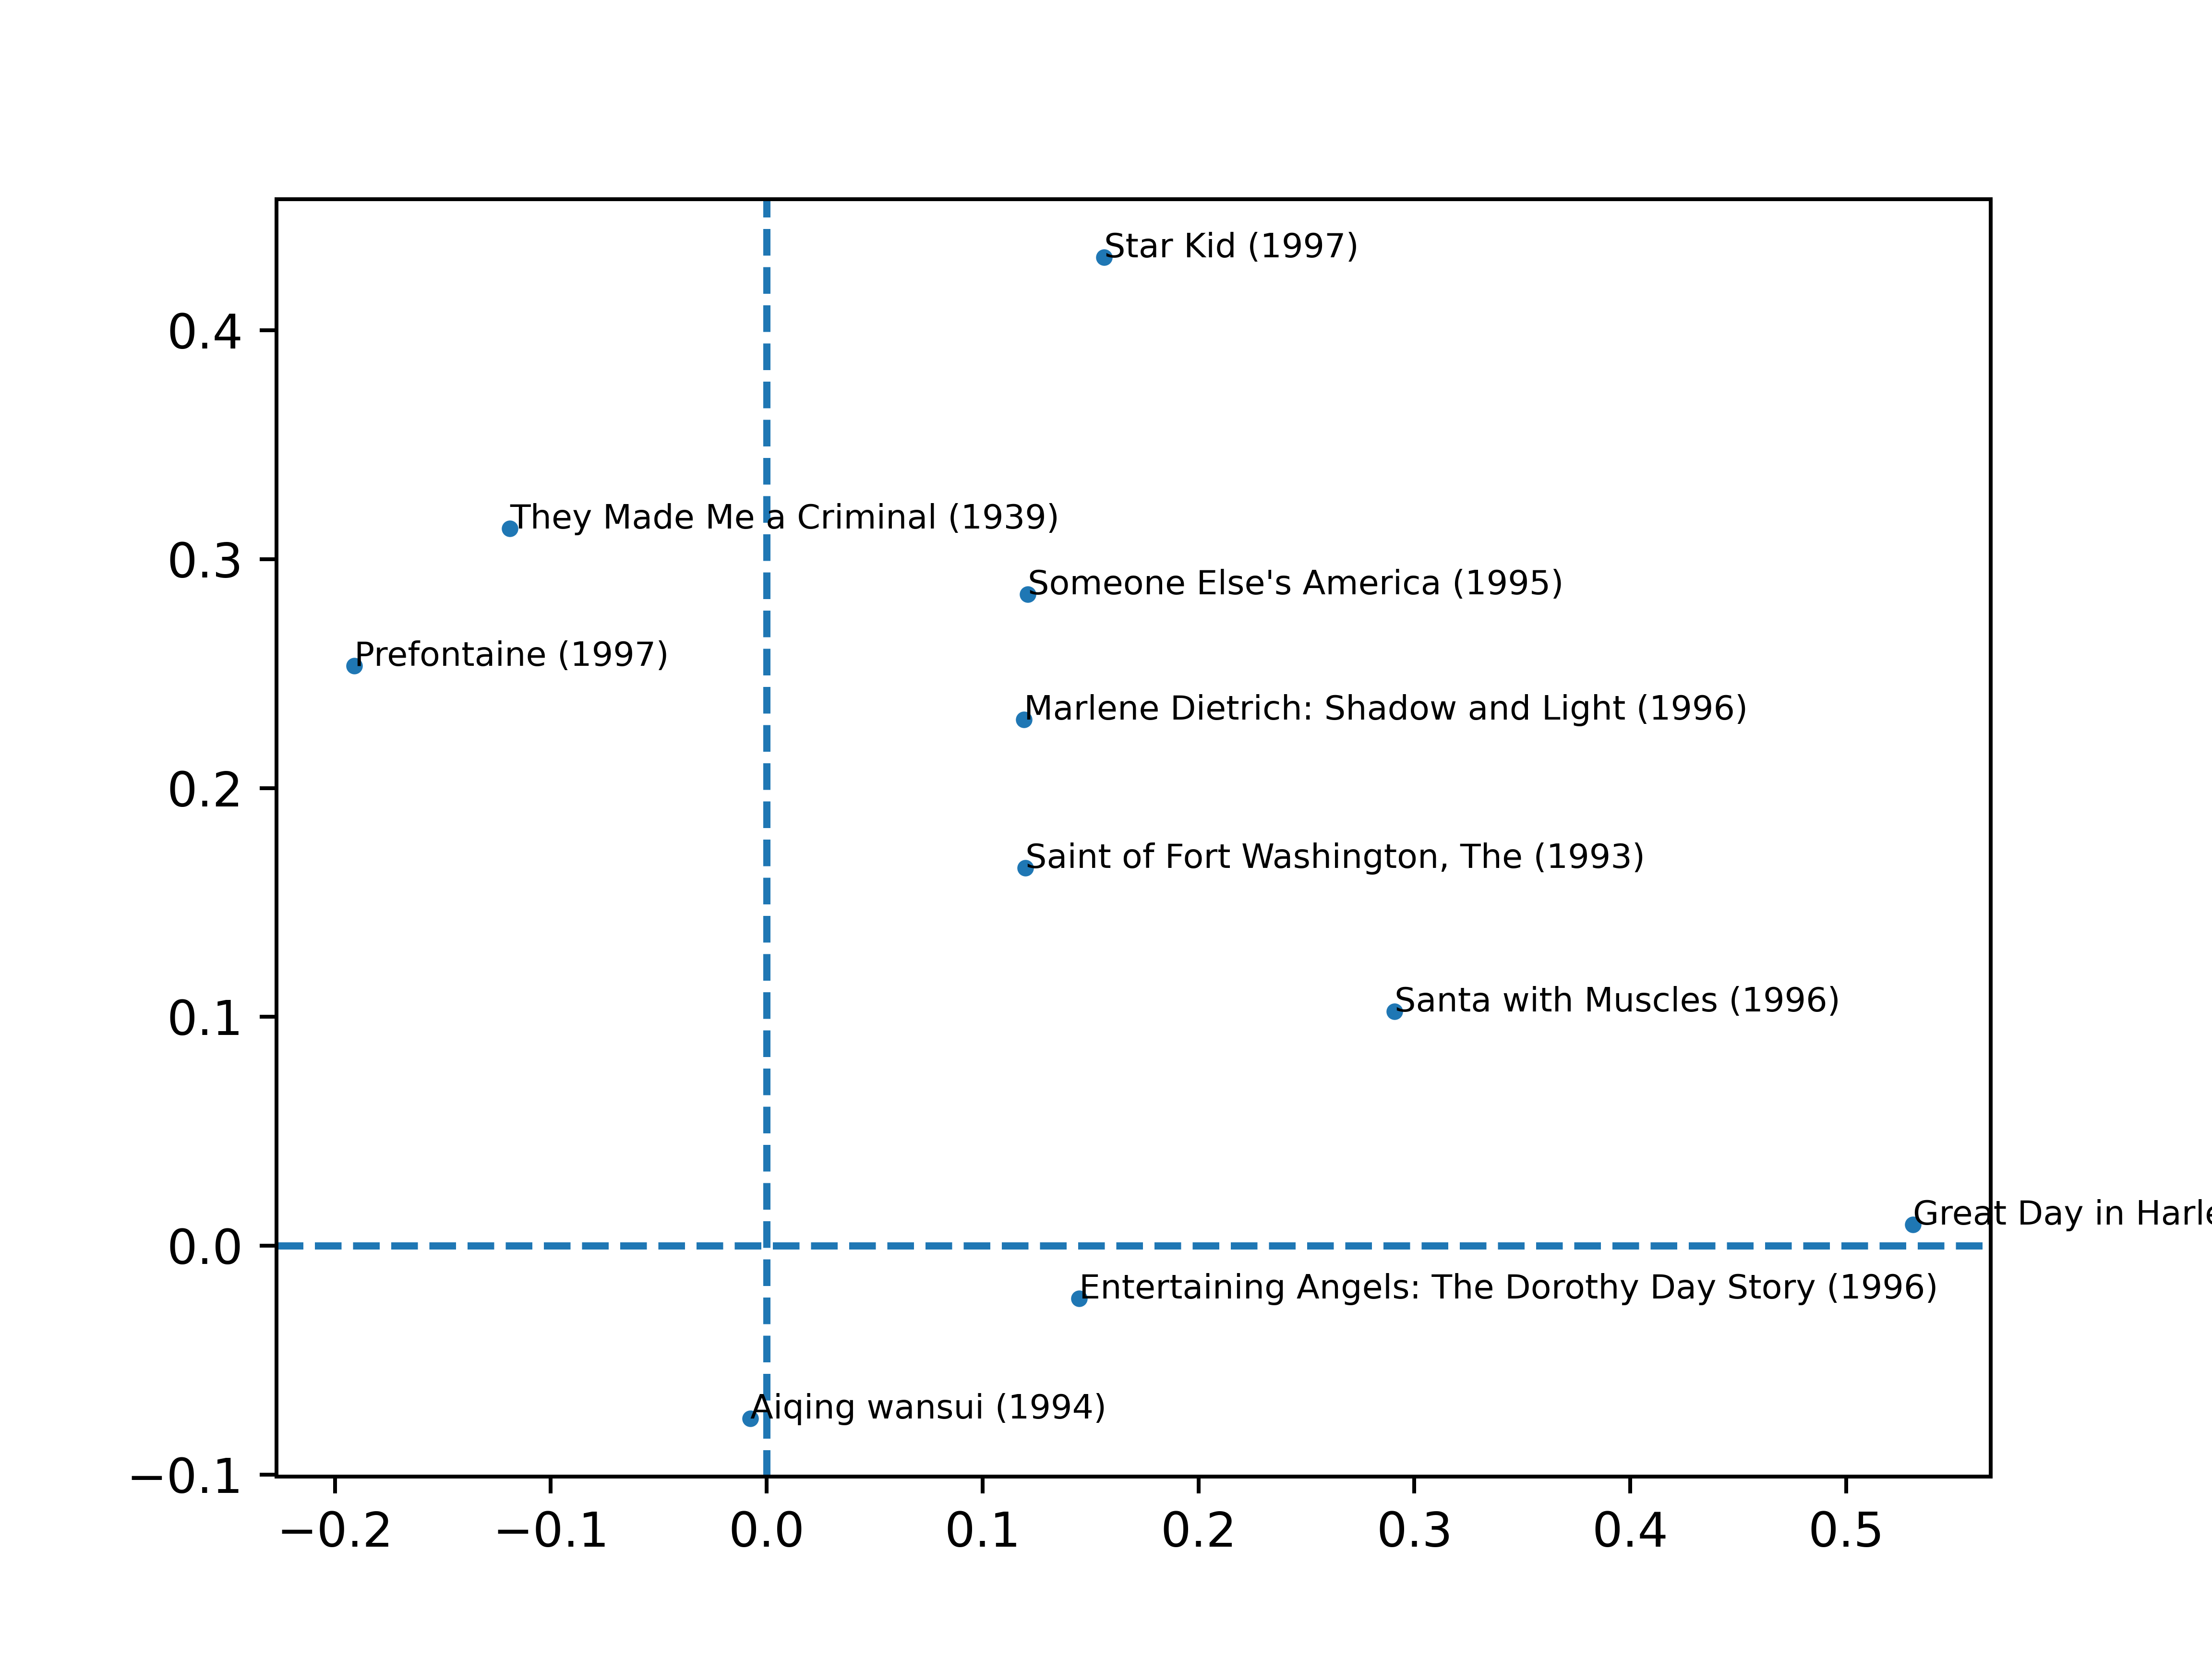 Star Kid (1997)
0.4
They Made Me a Criminal (1939)
0.3
Someone Else's America (1995)
Prefontaine (1997)
Marlene Dietrich: Shadow and Light (1996)
0.2
Saint of Fort Washington, The (1993)
Santa with Muscles (1996)
0.1
Great Day in
0.0
Entertaining Angels: The Dorothy Day Story (1996)
Aiqing wansui (1994)
−0.1
−0.2 −0.1 0.0 0.1 0.2 0.3 0.4 0.5